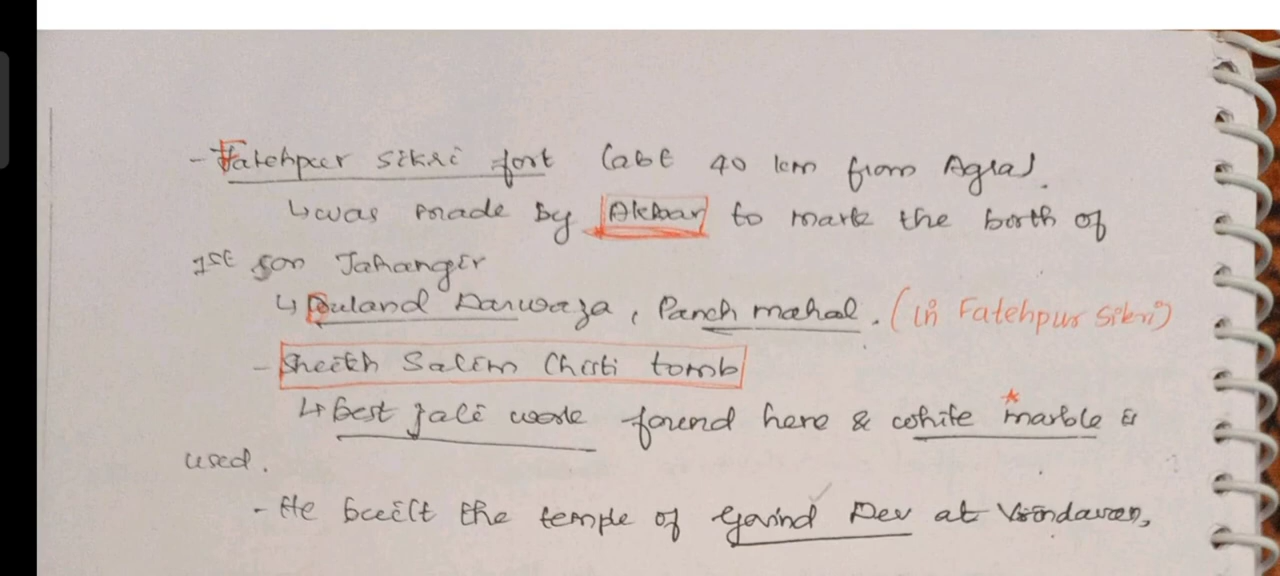 - Fatehpur sikri fort (abt 40 km from Agra).
↳ was made by Akbar to mark the birth of
1st son Jahangir
↳ Buland Darwaza, Panch mahal. (in Fatehpur Sikri)
- Sheikh Salim Chisti tomb
↳ Best jali work found here & white marble is
used.
- He built the temple of Govind Dev at Vrindavan,